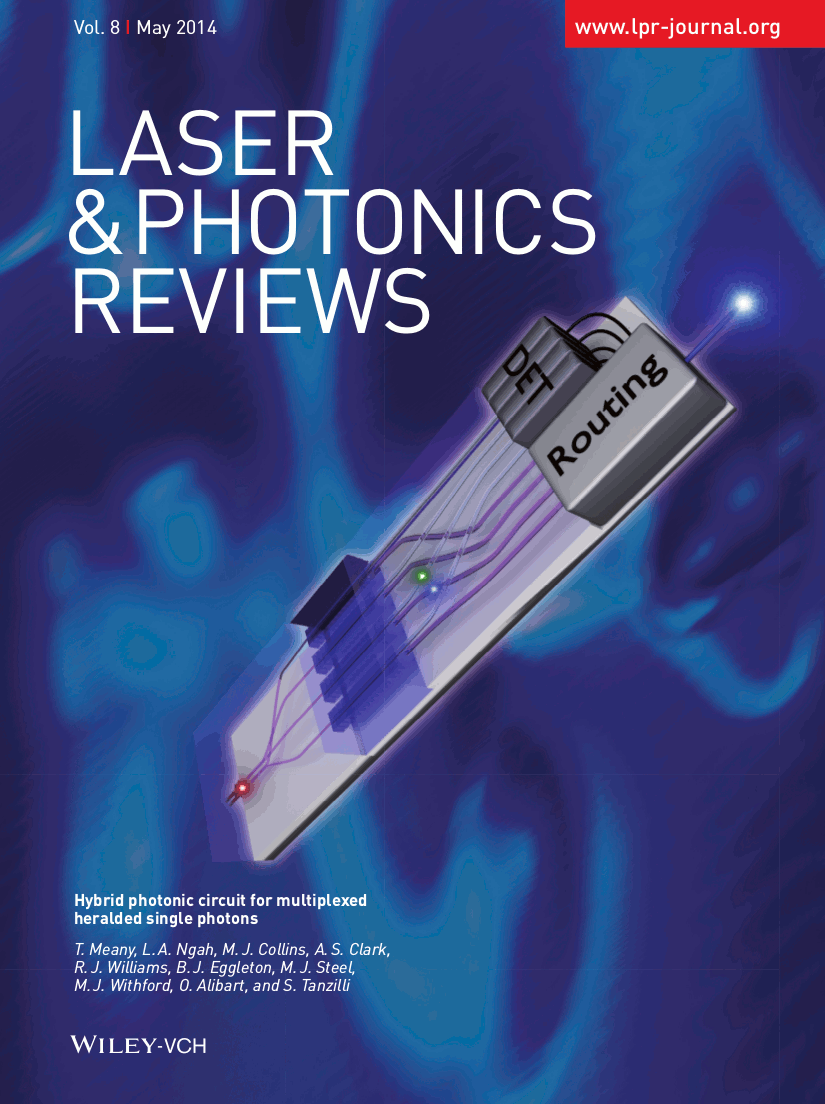 Vol. 8 | May 2014
www.lpr-journal.org
LASER
& PHOTONICS
REVIEWS
DET
Routing
Hybrid photonic circuit for multiplexed
heralded single photons
T. Meany, L. A. Ngah, M. J. Collins, A. S. Clark,
R. J. Williams, B. J. Eggleton, M. J. Steel,
M. J. Withford, O. Alibart, and S. Tanzilli
WILEY-VCH